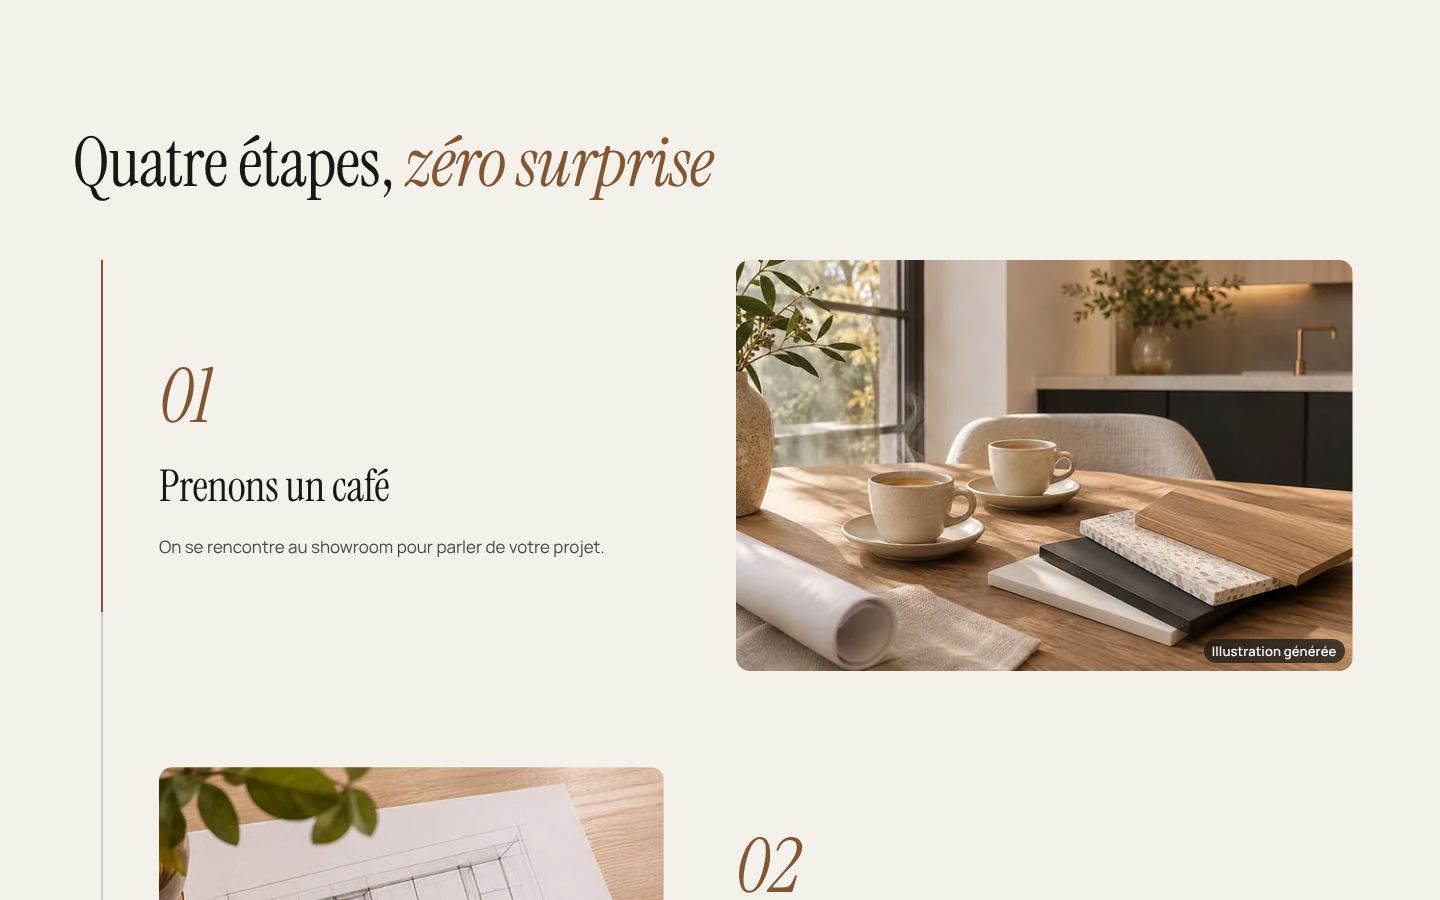 Quatre étapes, zéro surprise
01
Prenons un café
On se rencontre au showroom pour parler de votre projet.
Illustration générée
02